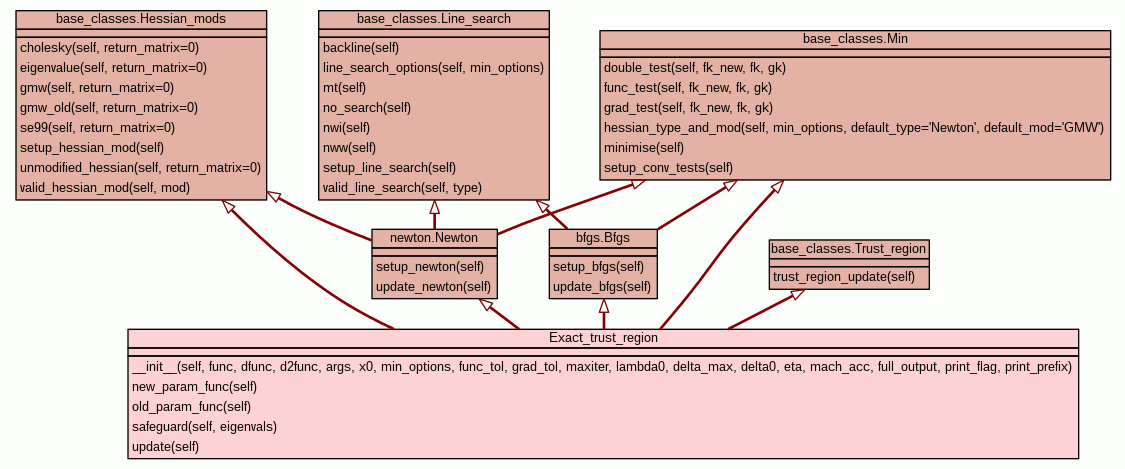 base_classes.Hessian_mods
cholesky(self, return_matrix=0)
eigenvalue(self, return_matrix=0)
gmw(self, return_matrix=0)
gmw_old(self, return_matrix=0)
se99(self, return_matrix=0)
setup_hessian_mod(self)
unmodified_hessian(self, return_matrix=0)
valid_hessian_mod(self, mod)
base_classes.Line_search
backline(self)
line_search_options(self, min_options)
mt(self)
no_search(self)
nwi(self)
nww(self)
setup_line_search(self)
valid_line_search(self, type)
base_classes.Min
double_test(self, fk_new, fk, gk)
func_test(self, fk_new, fk, gk)
grad_test(self, fk_new, fk, gk)
hessian_type_and_mod(self, min_options, default_type='Newton', default_mod='GMW')
minimise(self)
setup_conv_tests(self)
newton.Newton
setup_newton(self)
update_newton(self)
bfgs.Bfgs
setup_bfgs(self)
update_bfgs(self)
base_classes.Trust_region
trust_region_update(self)
Exact_trust_region
__init__(self, func, dfunc, d2func, args, x0, min_options, func_tol, grad_tol, maxiter, lambda0, delta_max, delta0, eta, mach_acc, full_output, print_flag, print_prefix)
new_param_func(self)
old_param_func(self)
safeguard(self, eigenvals)
update(self)